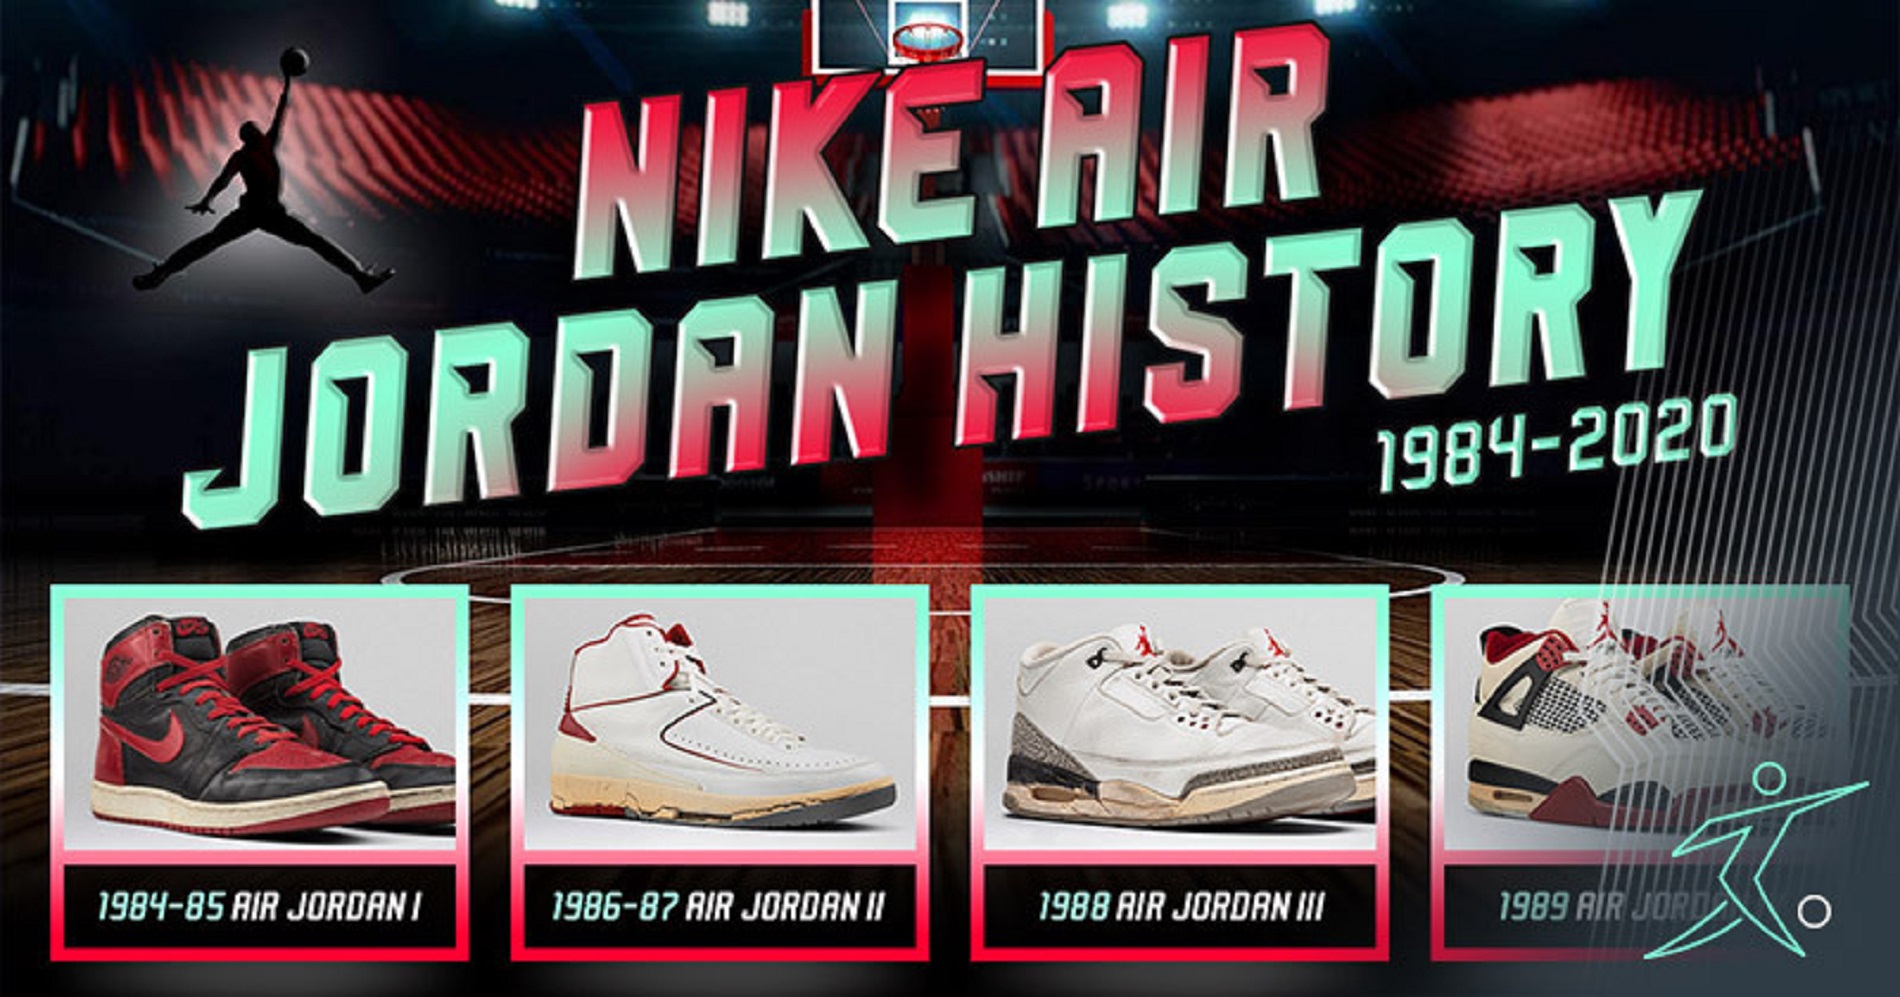 NIKE AIR
JORDAN HISTORY
1984-2020
1984-85 AIR JORDAN I
1986-87 AIR JORDAN II
1988 AIR JORDAN III
1989 AIR